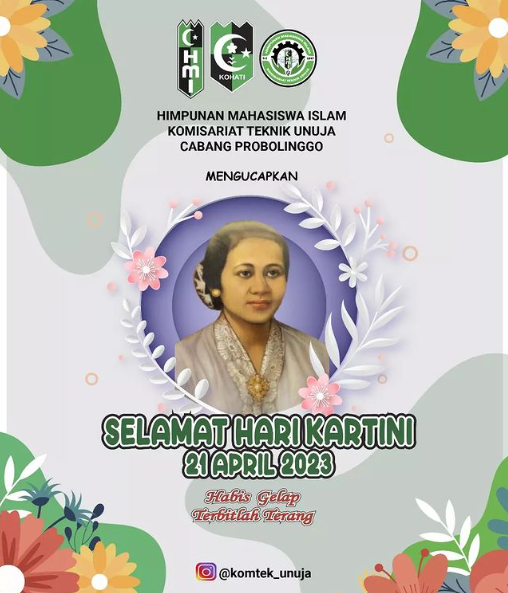 HMI
KOHATI
HIMPUNAN MAHASISWA ISLAM
KOMISARIAT TEKNIK UNUJA
CABANG PROBOLINGGO
MENGUCAPKAN
SELAMAT HARI KARTINI
21 APRIL 2023
Habis Gelap
Terbitlah Terang
@komtek_unuja